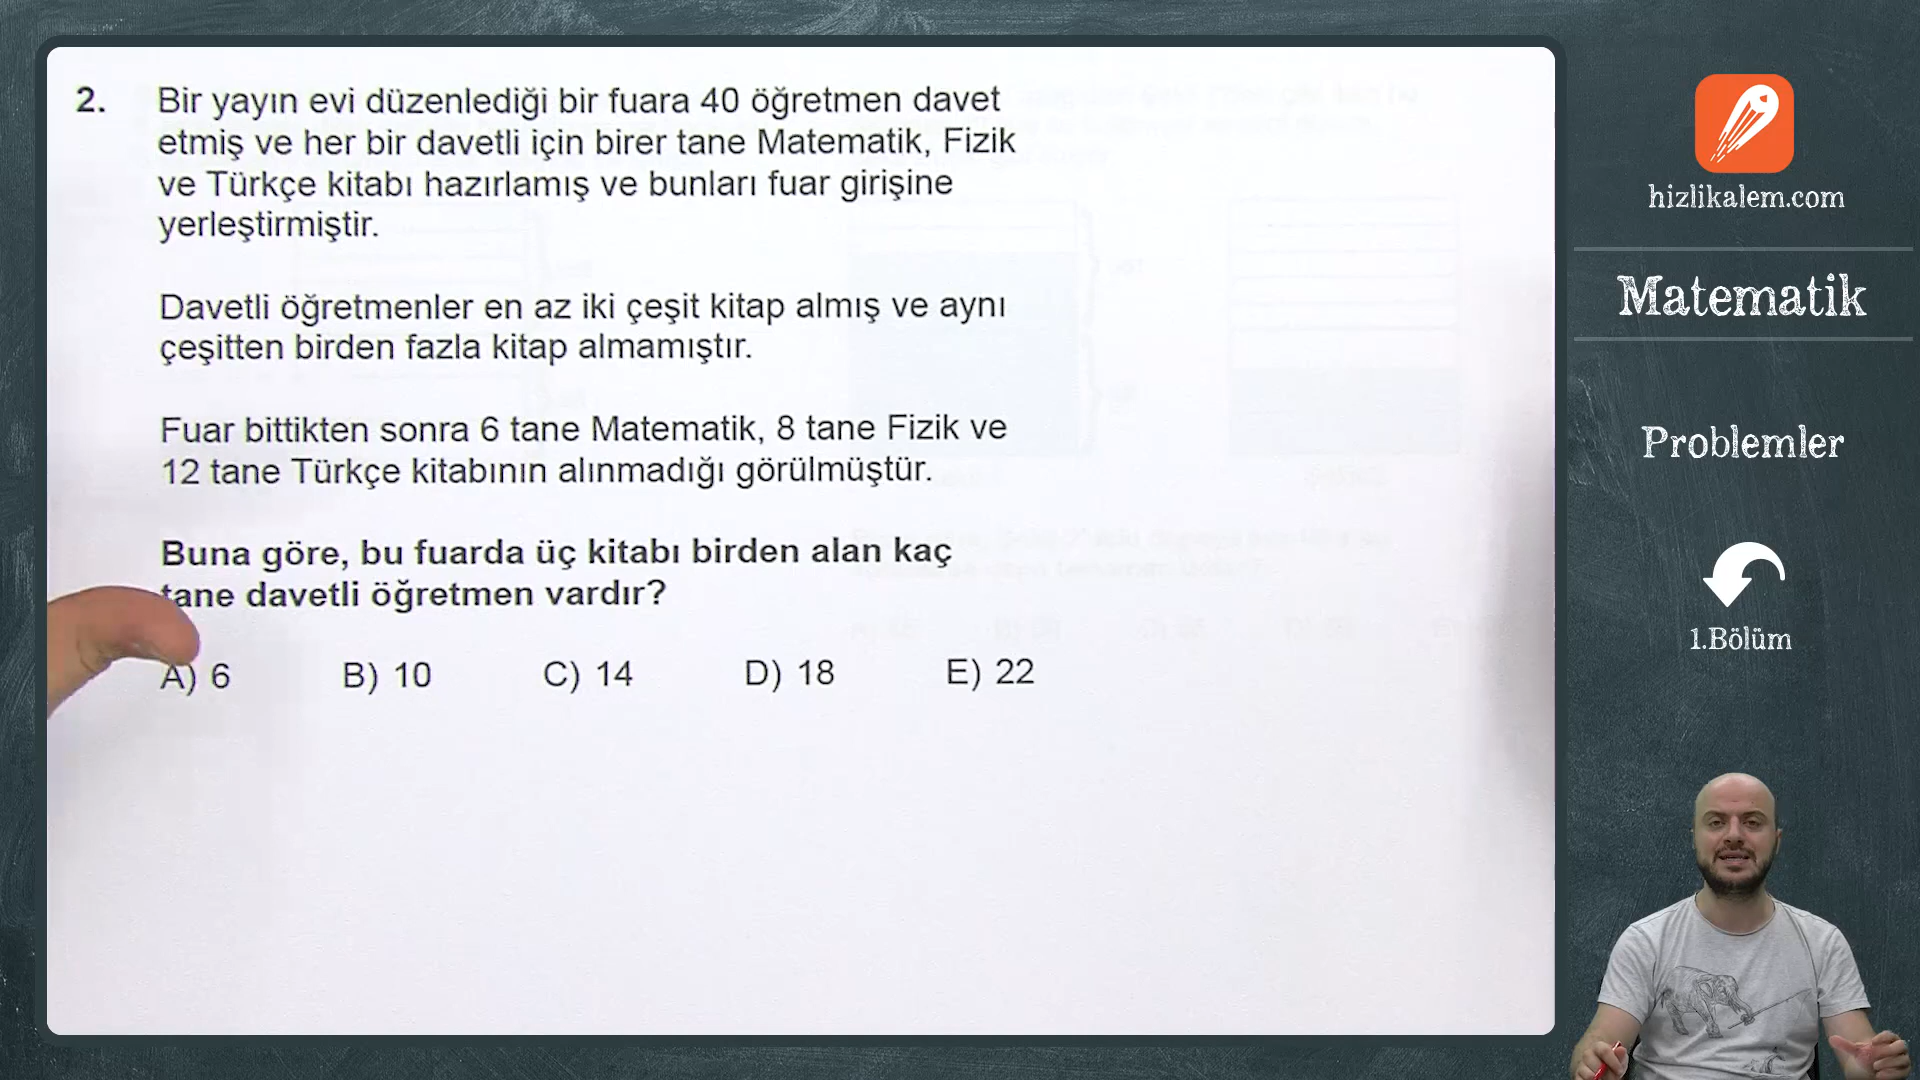 2. Bir yayın evi düzenlediği bir fuara 40 öğretmen davet
etmiş ve her bir davetli için birer tane Matematik, Fizik
ve Türkçe kitabı hazırlamış ve bunları fuar girişine
yerleştirmiştir.
Davetli öğretmenler en az iki çeşit kitap almış ve aynı
çeşitten birden fazla kitap almamıştır.
Fuar bittikten sonra 6 tane Matematik, 8 tane Fizik ve
12 tane Türkçe kitabının alınmadığı görülmüştür.
Buna göre, bu fuarda üç kitabı birden alan kaç
tane davetli öğretmen vardır?
A) 6 B) 10 C) 14 D) 18 E) 22
hizlikalem.com
Matematik
Problemler
1.Bölüm